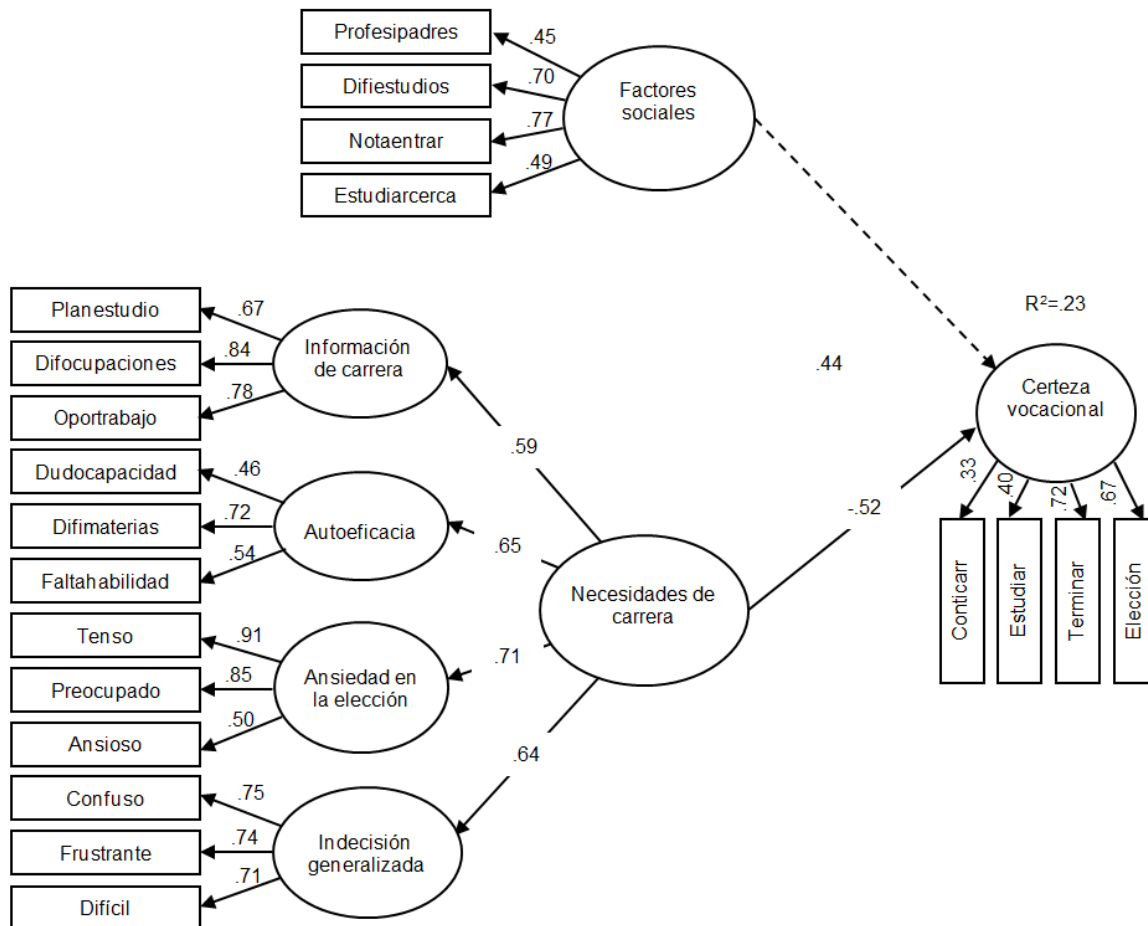 Profesipadres
.45
Difiestudios
.70
Notaentrar
.77
Estudiarcerca
.49
Factores
sociales
Planestudio
.67
Difocupaciones
.84
Oportrabajo
.78
Información
de carrera
R²=.23
.44
Certeza
vocacional
.59
Dudocapacidad
.46
Difimaterias
.72
Faltahabilidad
.54
Autoeficacia
.65
-.52
.33
.40
.72
.67
Conticarr
Estudiar
Terminar
Elección
Necesidades de
carrera
Tenso
.91
Preocupado
.85
Ansioso
.50
Ansiedad en
la elección
.71
.64
Confuso
.75
Frustrante
.74
Difícil
.71
Indecisión
generalizada